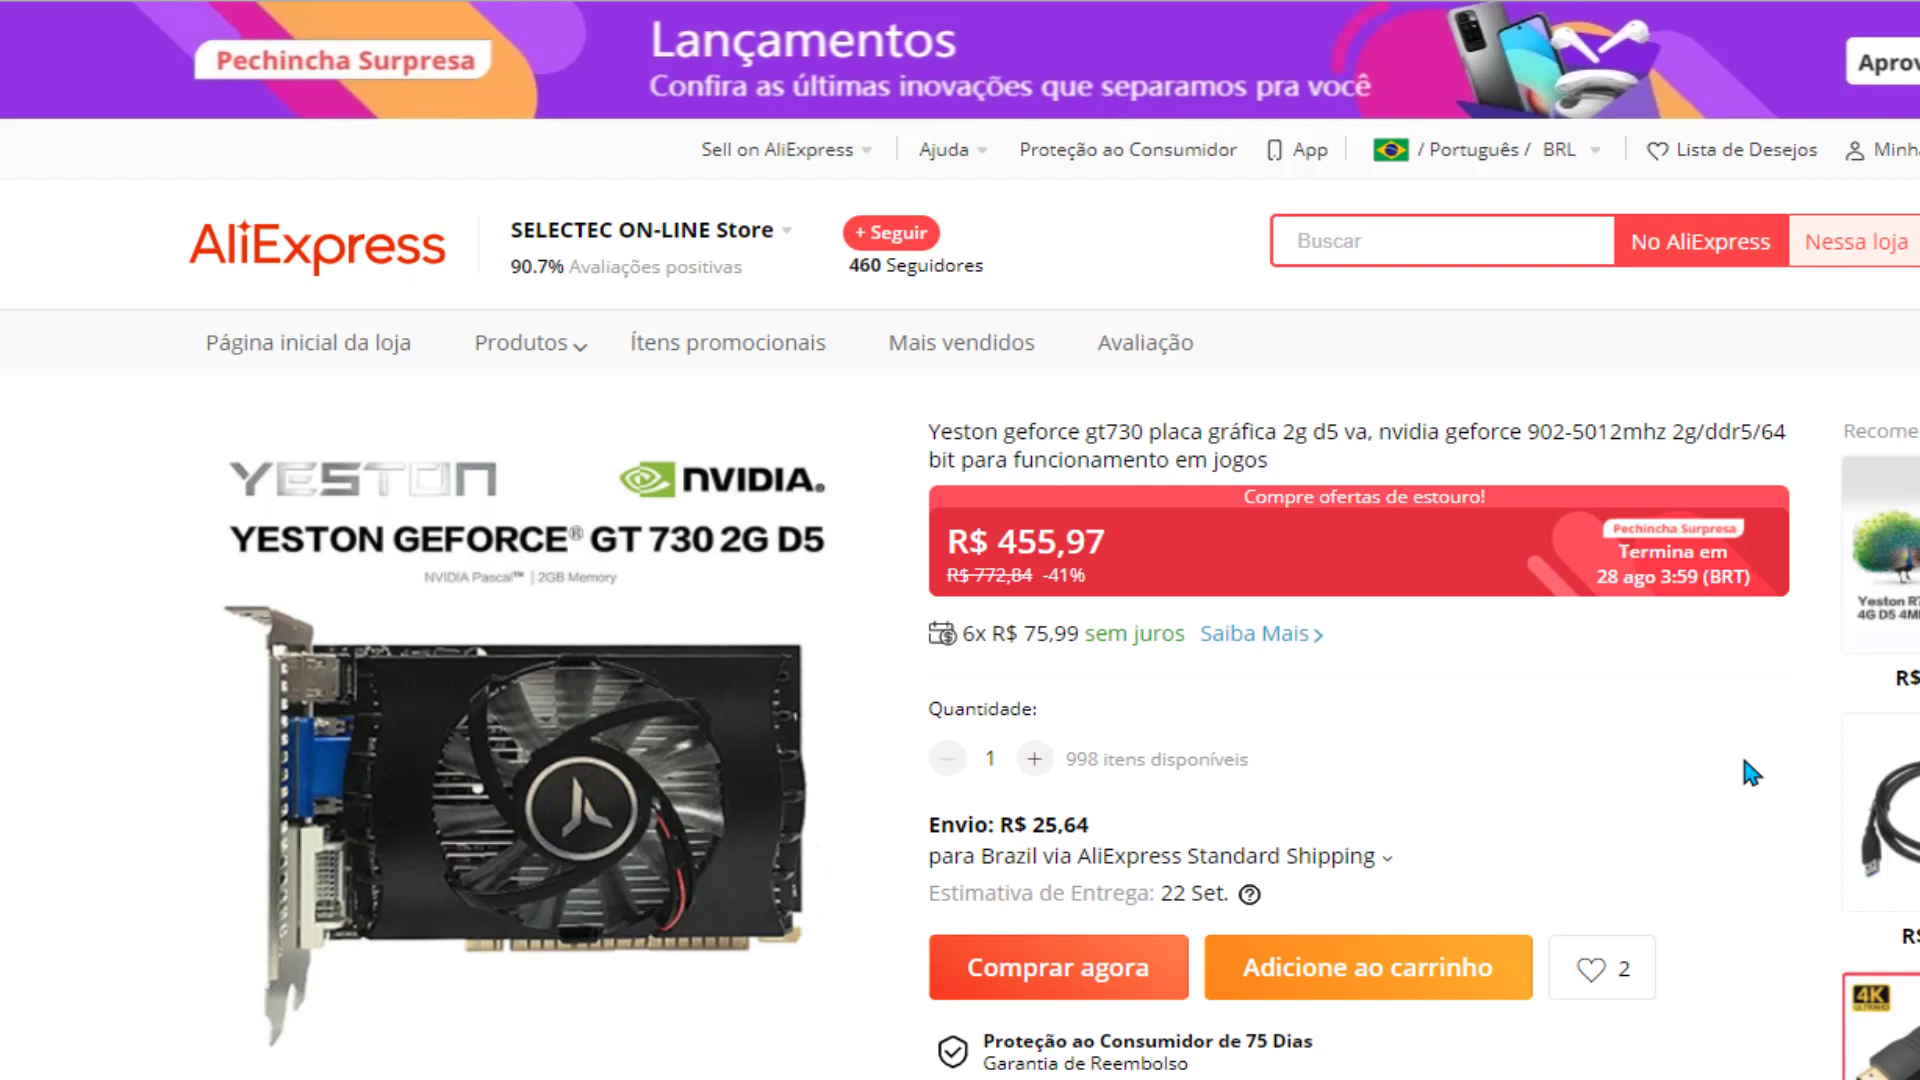 Pechincha Surpresa
Lançamentos
Confira as últimas inovações que separamos pra você
Sell on AliExpress
Ajuda
Proteção ao Consumidor
App
/ Português / BRL
Lista de Desejos
AliExpress
SELECTEC ON-LINE Store
90.7% Avaliações positivas
+ Seguir
460 Seguidores
Buscar
No AliExpress
Nessa loja
Página inicial da loja
Produtos
Ítens promocionais
Mais vendidos
Avaliação
YESTON
NVIDIA.
YESTON GEFORCE® GT 730 2G D5
NVIDIA Pascal™ | 2GB Memory
Yeston geforce gt730 placa gráfica 2g d5 va, nvidia geforce 902-5012mhz 2g/ddr5/64
bit para funcionamento em jogos
Compre ofertas de estouro!
R$ 455,97
R$ 772,84 -41%
Pechincha Surpresa
Termina em
28 ago 3:59 (BRT)
6x R$ 75,99 sem juros Saiba Mais
Quantidade:
− 1 + 998 itens disponíveis
Envio: R$ 25,64
para Brazil via AliExpress Standard Shipping
Estimativa de Entrega: 22 Set.
Comprar agora
Adicione ao carrinho
2
Proteção ao Consumidor de 75 Dias
Garantia de Reembolso
Yeston
4G D5
R$
4K
ULTRA HD